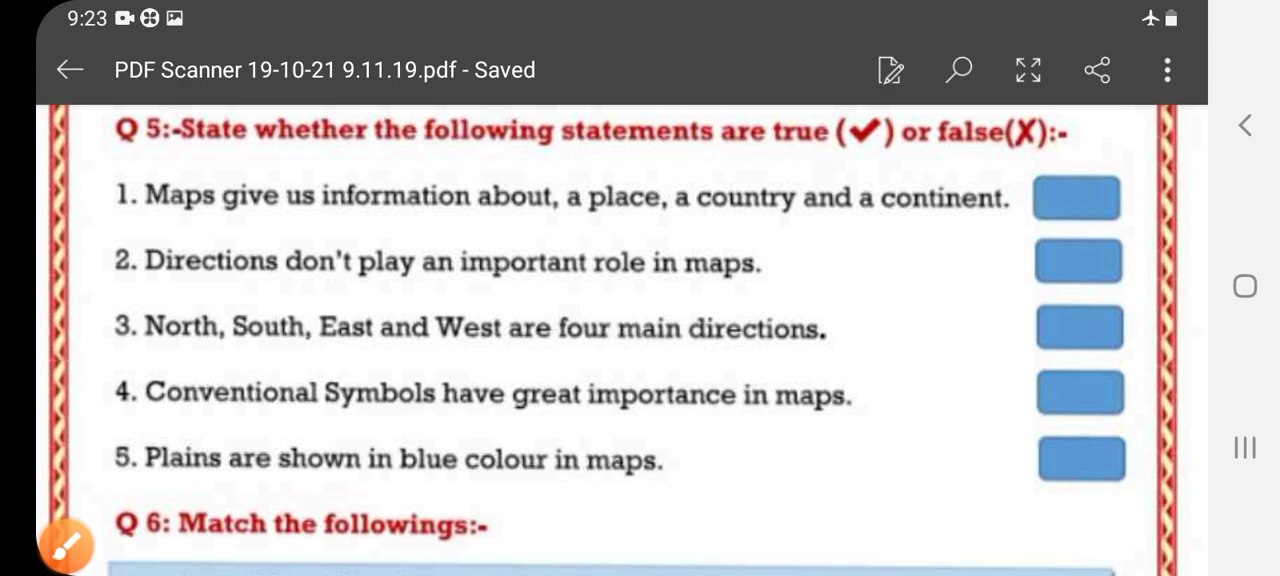 9:23
PDF Scanner 19-10-21 9.11.19.pdf - Saved
Q 5:-State whether the following statements are true (✔) or false(X):-
1. Maps give us information about, a place, a country and a continent.
2. Directions don't play an important role in maps.
3. North, South, East and West are four main directions.
4. Conventional Symbols have great importance in maps.
5. Plains are shown in blue colour in maps.
Q 6: Match the followings:-